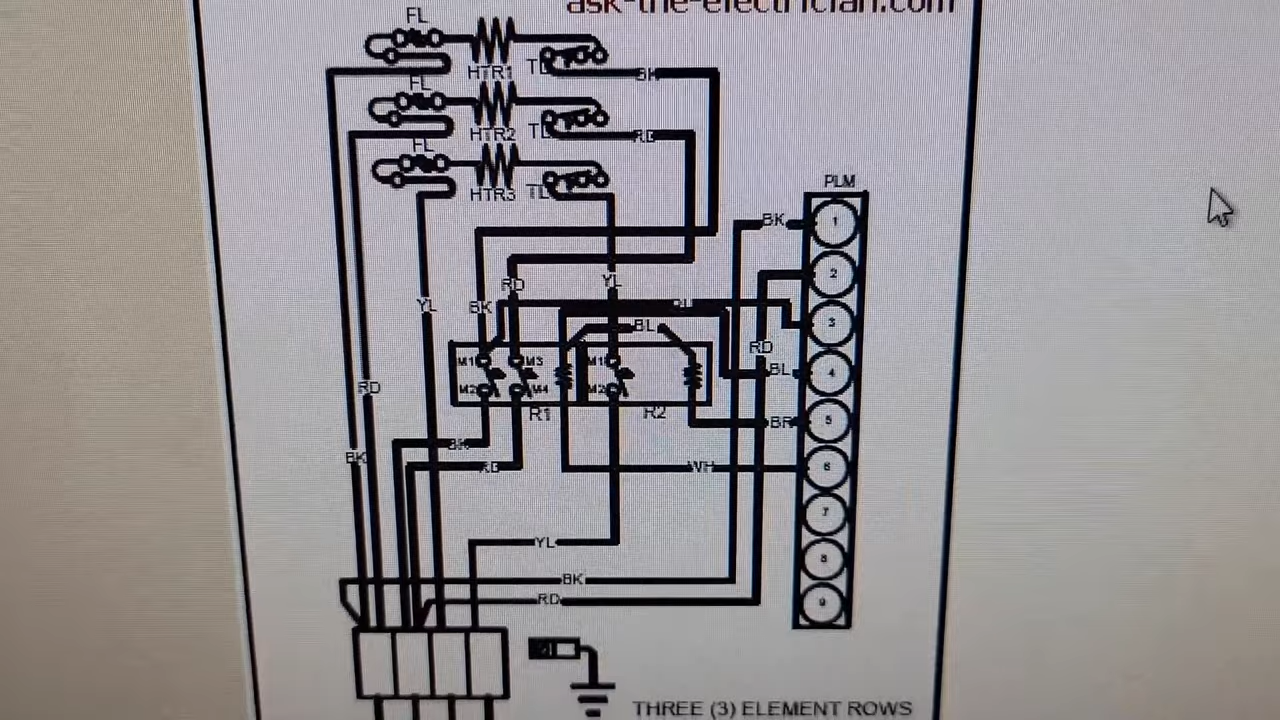 ask-the-electrician.com
FL
HTR1
TL
BK
FL
HTR2
TL
RD
FL
HTR3
TL
PLM
BK
1
2
RD
YL
YL
BK
BL
3
BL
RD
M1
M3
M1
BL
4
M2
M4
M2
RD
R1
R2
BR
5
BK
BK
RD
WH
6
7
YL
8
BK
RD
9
THREE (3) ELEMENT ROWS